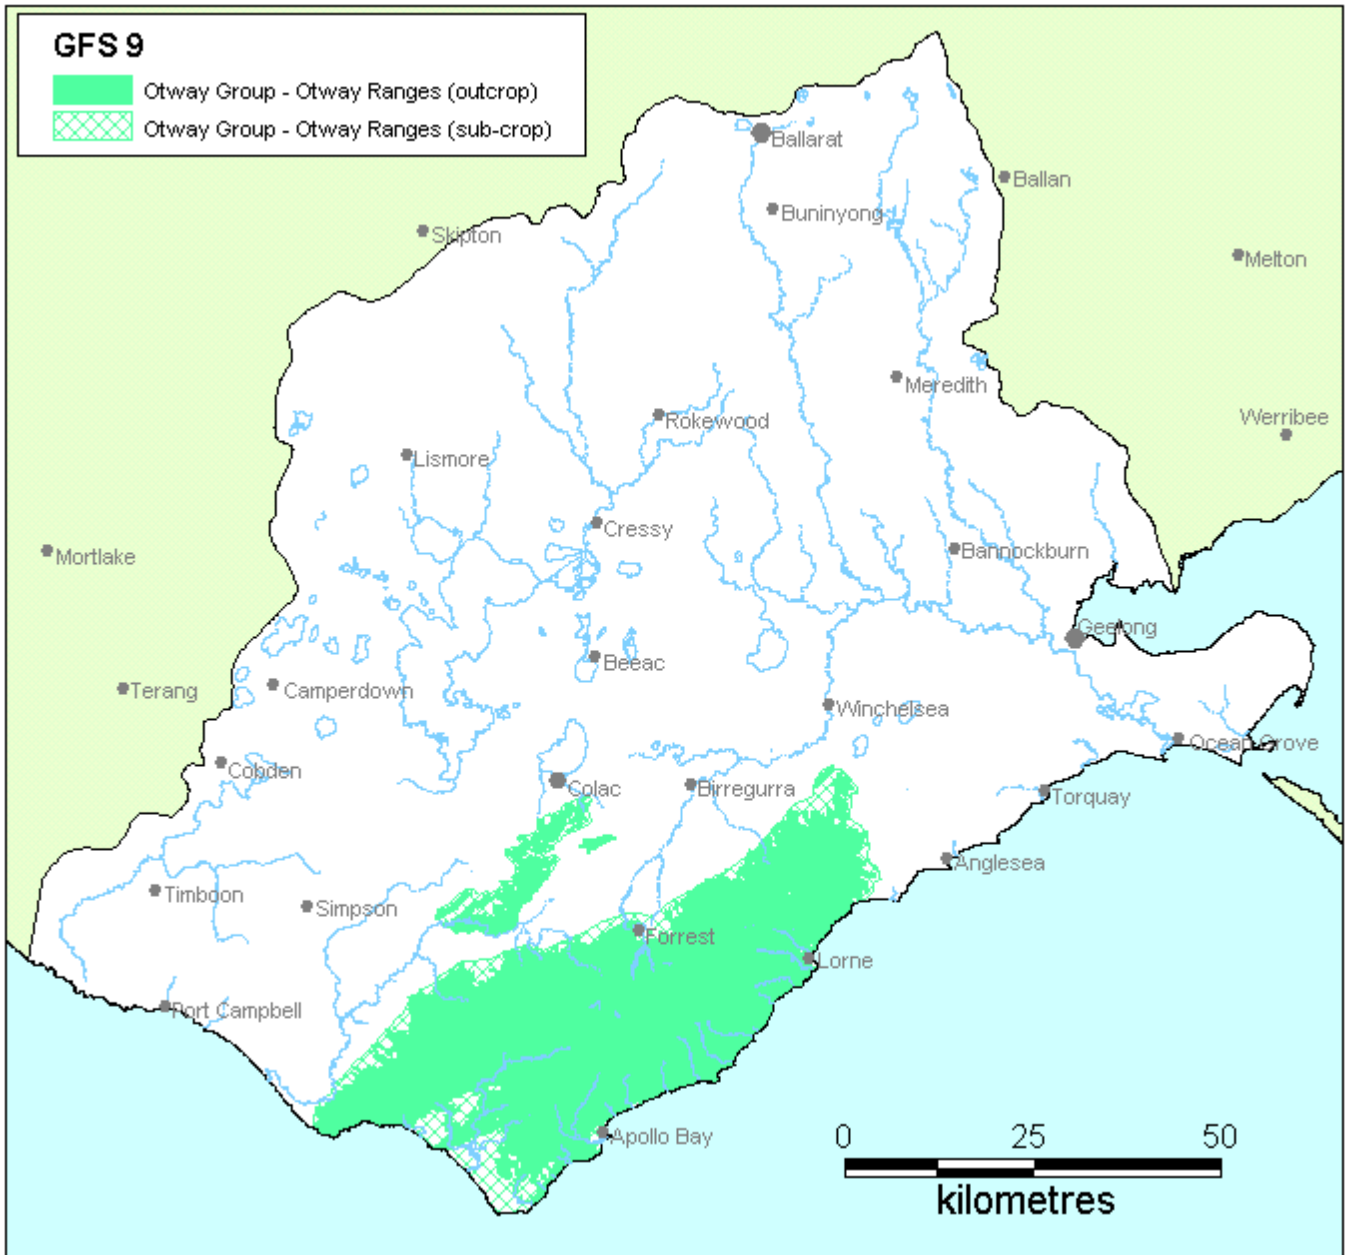 GFS 9
Otway Group - Otway Ranges (outcrop)
Otway Group - Otway Ranges (sub-crop)
Ballarat
Ballan
Buninyong
Skipton
Melton
Meredith
Werribee
Rokewood
Lismore
Cressy
Mortlake
Bannockburn
Geelong
Beeac
Terang
Camperdown
Winchelsea
Ocean Grove
Cobden
Colac
Birregurra
Torquay
Anglesea
Timboon
Simpson
Forrest
Lorne
Port Campbell
Apollo Bay
0 25 50
kilometres